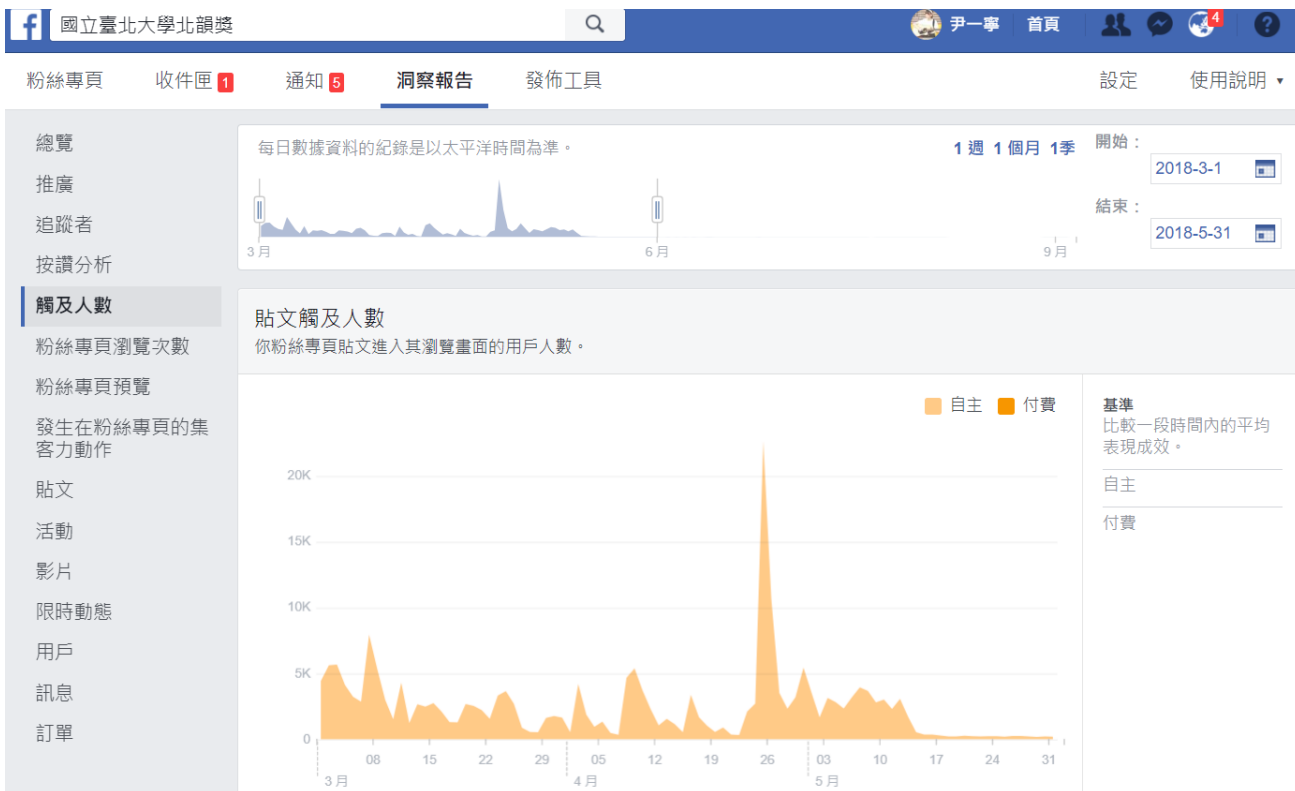 國立臺北大學北韻獎
尹一寧 首頁 4
粉絲專頁 收件匣 1 通知 5 洞察報告 發佈工具 設定 使用說明
總覽
推廣
追蹤者
按讚分析
觸及人數
粉絲專頁瀏覽次數
粉絲專頁預覽
發生在粉絲專頁的集
客力動作
貼文
活動
影片
限時動態
用戶
訊息
訂單
每日數據資料的紀錄是以太平洋時間為準。
1 週 1 個月 1季
開始：
2018-3-1
結束：
2018-5-31
3 月 6 月 9 月
貼文觸及人數
你粉絲專頁貼文進入其瀏覽畫面的用戶人數。
自主 付費
20K
15K
10K
5K
0
08 15 22 29 05 12 19 26 03 10 17 24 31
3 月 4 月 5 月
基準
比較一段時間內的平均
表現成效。
自主
付費